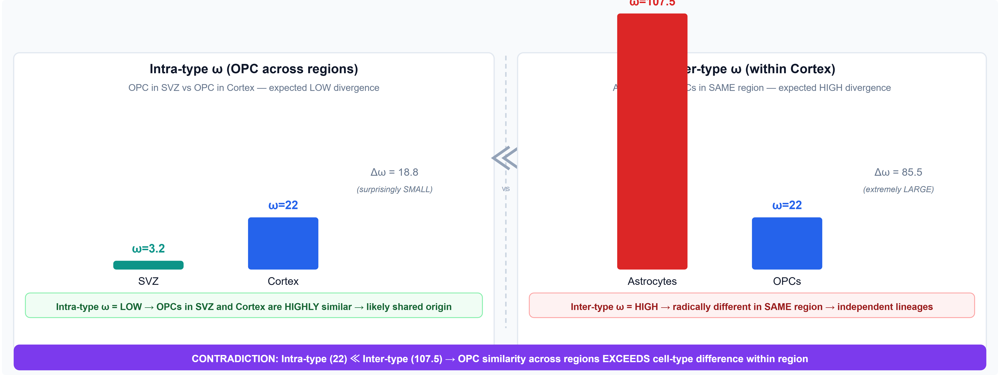 ω=107.5
Intra-type ω (OPC across regions)
OPC in SVZ vs OPC in Cortex — expected LOW divergence
er-type ω (within Cortex)
A
Cs in SAME region — expected HIGH divergence
≪
Δω = 18.8
(surprisingly SMALL)
vs
Δω = 85.5
(extremely LARGE)
ω=3.2
ω=22
ω=22
SVZ
Cortex
Astrocytes
OPCs
Intra-type ω = LOW → OPCs in SVZ and Cortex are HIGHLY similar → likely shared origin
Inter-type ω = HIGH → radically different in SAME region → independent lineages
CONTRADICTION: Intra-type (22) ≪ Inter-type (107.5) → OPC similarity across regions EXCEEDS cell-type difference within region